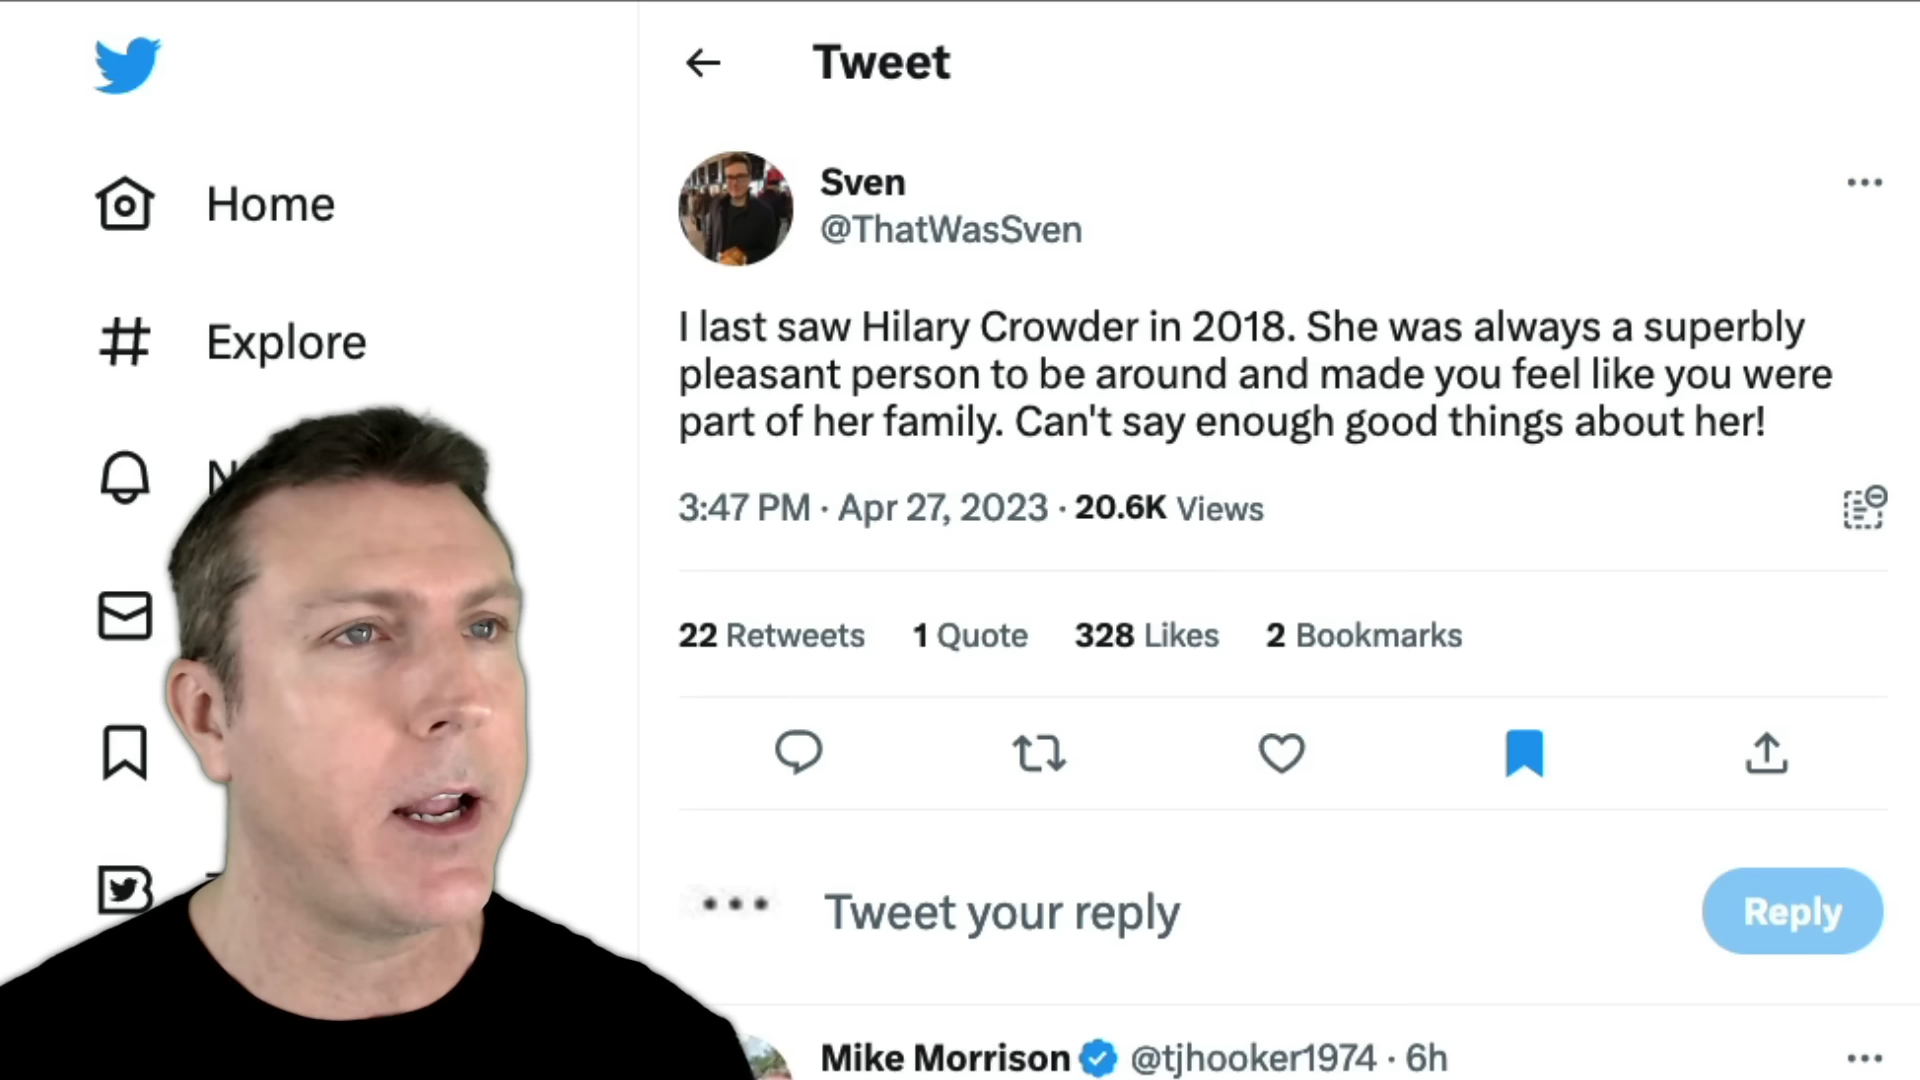 Tweet
Home
Explore
Sven
@ThatWasSven
I last saw Hilary Crowder in 2018. She was always a superbly
pleasant person to be around and made you feel like you were
part of her family. Can't say enough good things about her!
3:47 PM · Apr 27, 2023 · 20.6K Views
22 Retweets 1 Quote 328 Likes 2 Bookmarks
Tweet your reply
Reply
Mike Morrison @tjhooker1974 · 6h